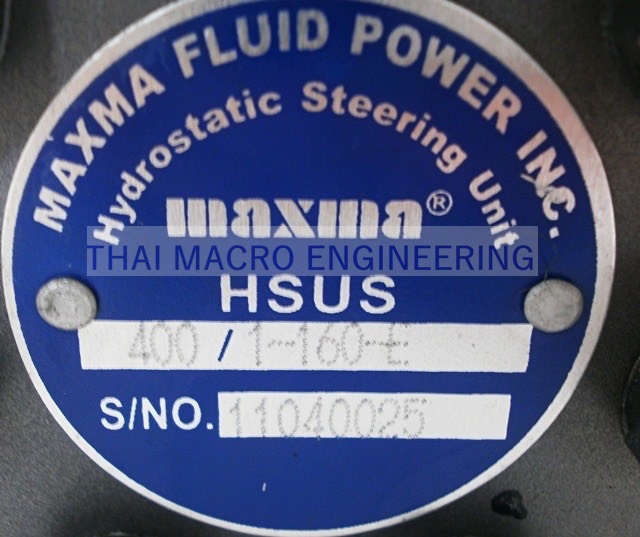 MAXMA FLUID POWER INC.
Hydrostatic Steering Unit
maxma®
THAI MACRO ENGINEERING
HSUS
400 / 1-160-E
S/NO. 11040025